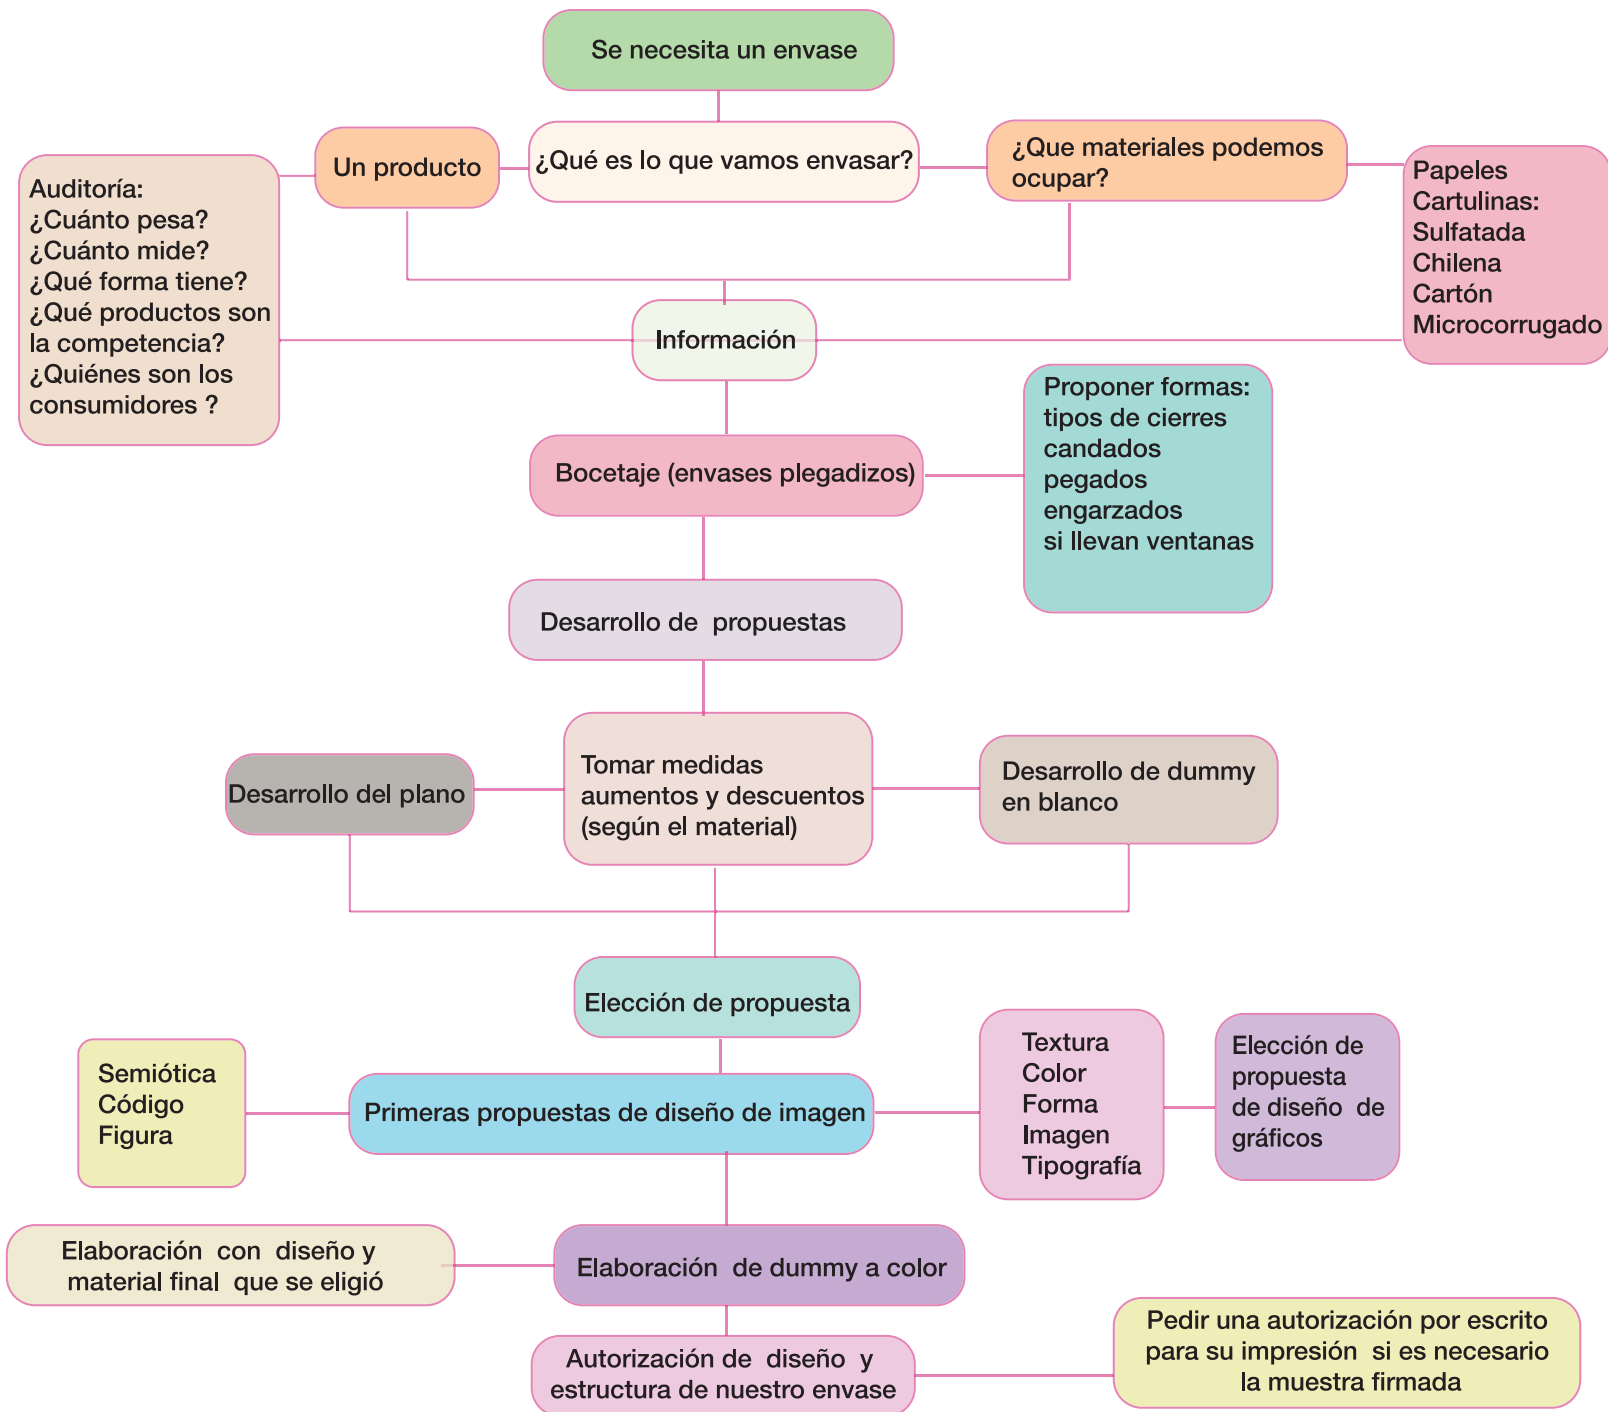 Se necesita un envase
Un producto
¿Qué es lo que vamos envasar?
¿Que materiales podemos
ocupar?
Auditoría:
¿Cuánto pesa?
¿Cuánto mide?
¿Qué forma tiene?
¿Qué productos son
la competencia?
¿Quiénes son los
consumidores ?
Papeles
Cartulinas:
Sulfatada
Chilena
Cartón
Microcorrugado
Información
Proponer formas:
tipos de cierres
candados
pegados
engarzados
si llevan ventanas
Bocetaje (envases plegadizos)
Desarrollo de propuestas
Desarrollo del plano
Tomar medidas
aumentos y descuentos
(según el material)
Desarrollo de dummy
en blanco
Elección de propuesta
Semiótica
Código
Figura
Primeras propuestas de diseño de imagen
Textura
Color
Forma
Imagen
Tipografía
Elección de
propuesta
de diseño de
gráficos
Elaboración con diseño y
material final que se eligió
Elaboración de dummy a color
Autorización de diseño y
estructura de nuestro envase
Pedir una autorización por escrito
para su impresión si es necesario
la muestra firmada